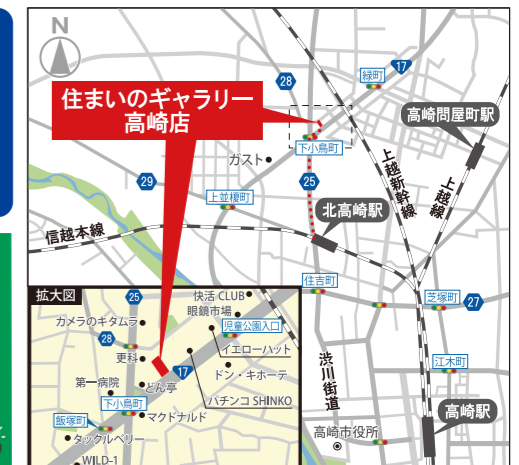 N
17
28
緑町
住まいのギャラリー
高崎店
高崎問屋町駅
下小鳥町
ガスト
上越新幹線
上越線
29
25
上並榎町
北高崎駅
信越本線
住吉町
芝塚町
27
拡大図
25
快活 CLUB
眼鏡市場
カメラのキタムラ
児童公園入口
28
イエローハット
更科
17
ドン・キホーテ
第一病院
どん亭
パチンコ SHINKO
下小鳥町
マクドナルド
飯塚町
タックルベリー
WILD-1
渋川街道
江木町
高崎駅
高崎市役所